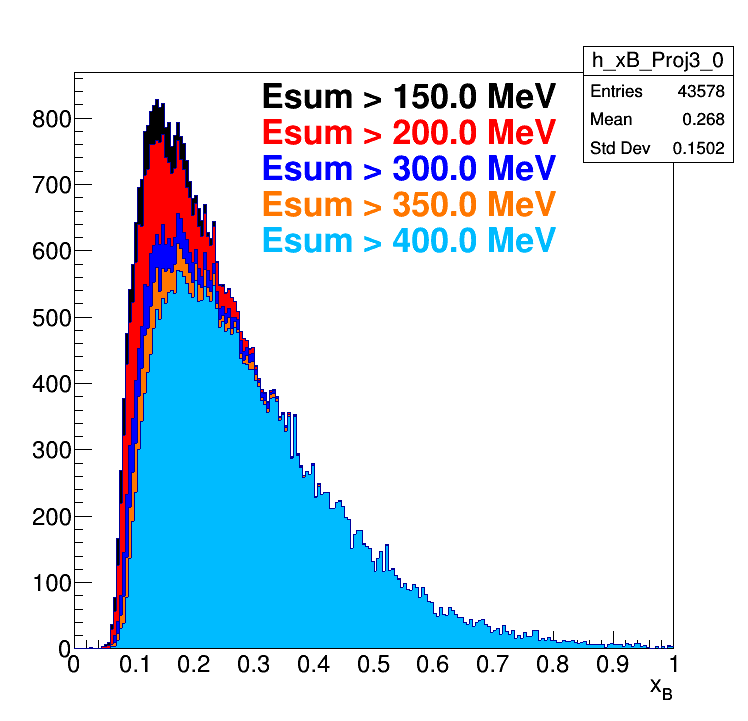 h_xB_Proj3_0
Entries 43578
Mean 0.268
Std Dev 0.1502
Esum > 150.0 MeV
Esum > 200.0 MeV
Esum > 300.0 MeV
Esum > 350.0 MeV
Esum > 400.0 MeV
800
700
600
500
400
300
200
100
0
0 0.1 0.2 0.3 0.4 0.5 0.6 0.7 0.8 0.9 1
x_B